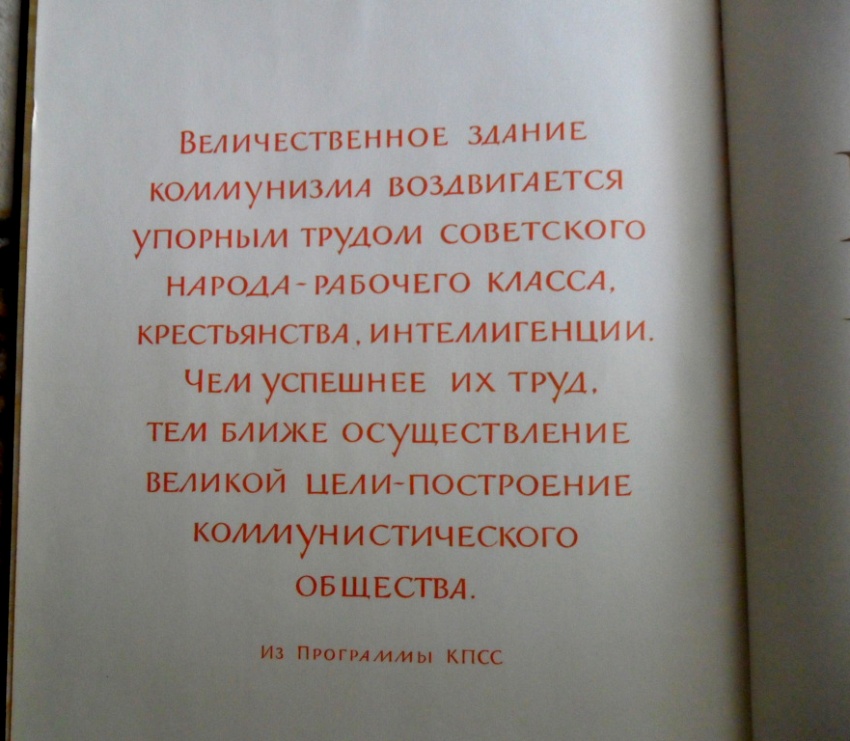 Величественное здание
коммунизма воздвигается
упорным трудом советского
народа-рабочего класса,
крестьянства, интеллигенции.
Чем успешнее их труд,
тем ближе осуществление
великой цели-построение
коммунистического
общества.
Из Программы КПСС